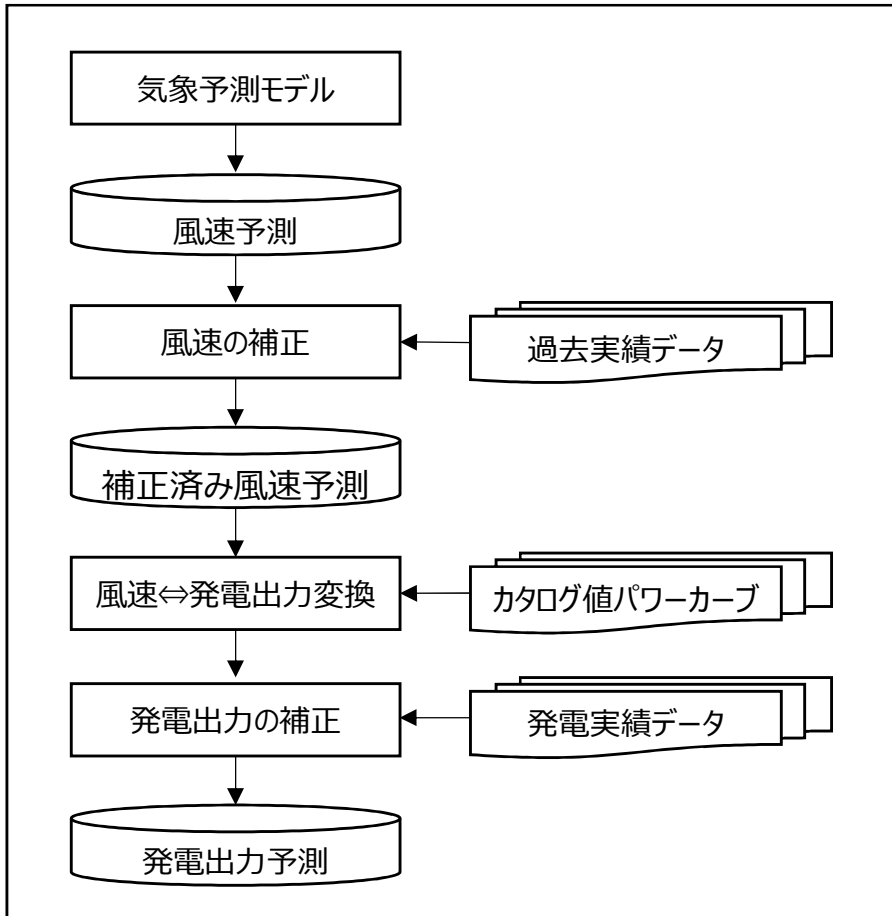 気象予測モデル
風速予測
風速の補正
過去実績データ
補正済み風速予測
風速⇔発電出力変換
カタログ値パワーカーブ
発電出力の補正
発電実績データ
発電出力予測